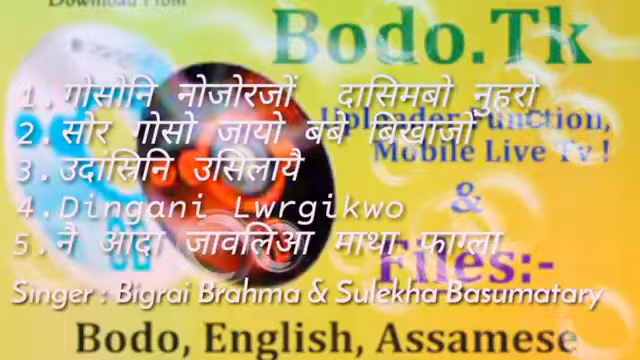 Download From
Bodo.Tk
1.गोसोनि नोजोरजों दासिमबो नुहरो
Uploader Function,
2.सोर गोसो जायो बबे बिखाजों
Mobile Live Tv !
3.उदास्रिनि उसिलायै
&
4.Dingani Lwrgikwo
5.नै आदा जावलिआ माथा फाग्ला
Files:-
Singer : Bigrai Brahma & Sulekha Basumatary
Bodo, English, Assamese